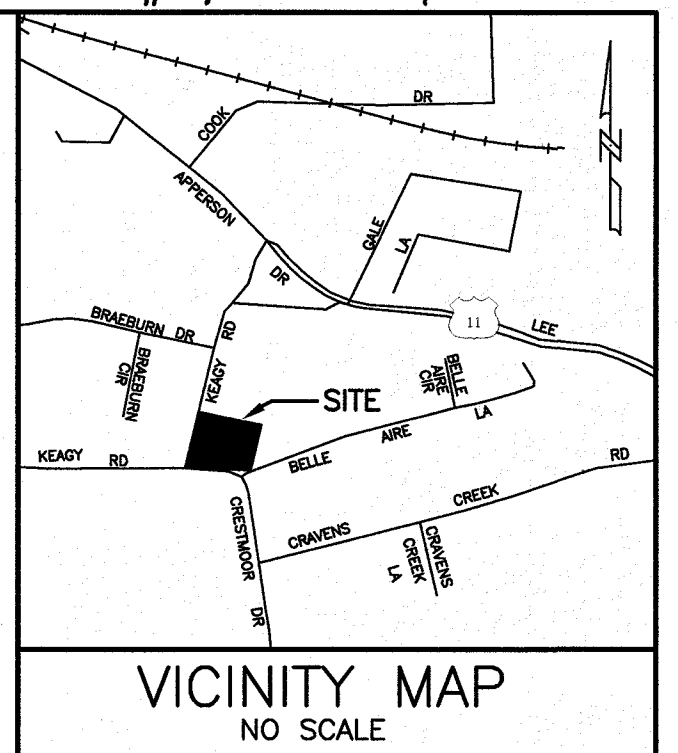 DR
COOK
APPERSON
DR
GALE
LA
N
11
LEE
BRAEBURN DR
BRAEBURN
CIR
KEAGY
RD
SITE
BELLE
AIRE
CIR
BELLE
AIRE
LA
KEAGY
RD
CRESTMOOR
DR
CRAVENS
CREEK
RD
CRAVENS
CREEK
LA
VICINITY MAP
NO SCALE